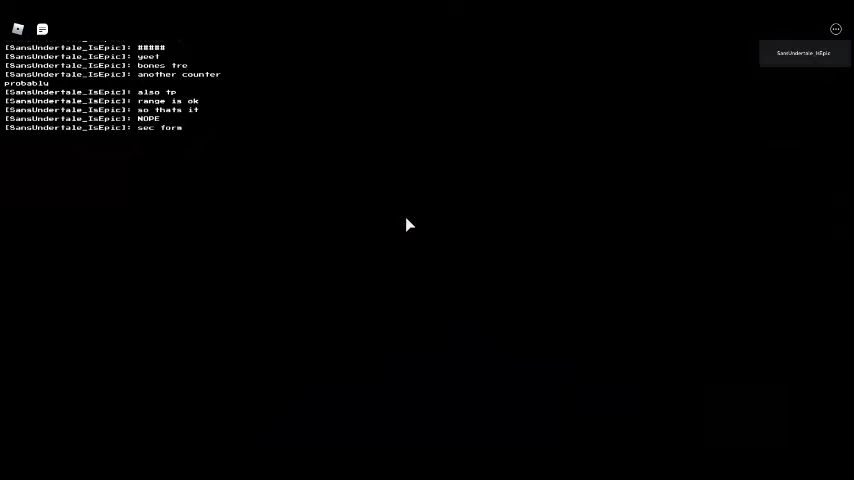 [SansUndertale_IsEpic]: #####
[SansUndertale_IsEpic]: yeet
[SansUndertale_IsEpic]: bones tre
[SansUndertale_IsEpic]: another counter
probably
[SansUndertale_IsEpic]: also tp
[SansUndertale_IsEpic]: range is ok
[SansUndertale_IsEpic]: so thats it
[SansUndertale_IsEpic]: NOPE
[SansUndertale_IsEpic]: sec form
SansUndertale_IsEpic